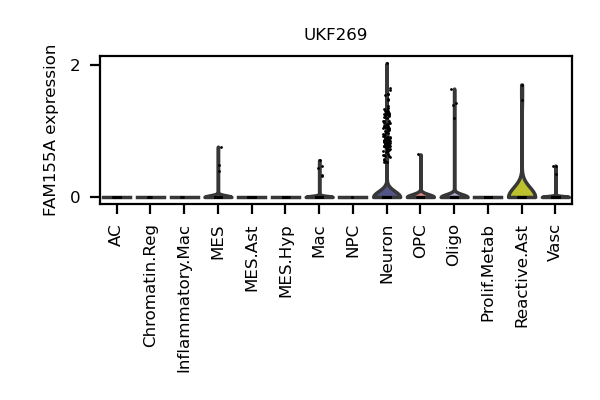 UKF269
FAM155A expression
2
0
AC
Chromatin.Reg
Inflammatory.Mac
MES
MES.Ast
MES.Hyp
Mac
NPC
Neuron
OPC
Oligo
Prolif.Metab
Reactive.Ast
Vasc